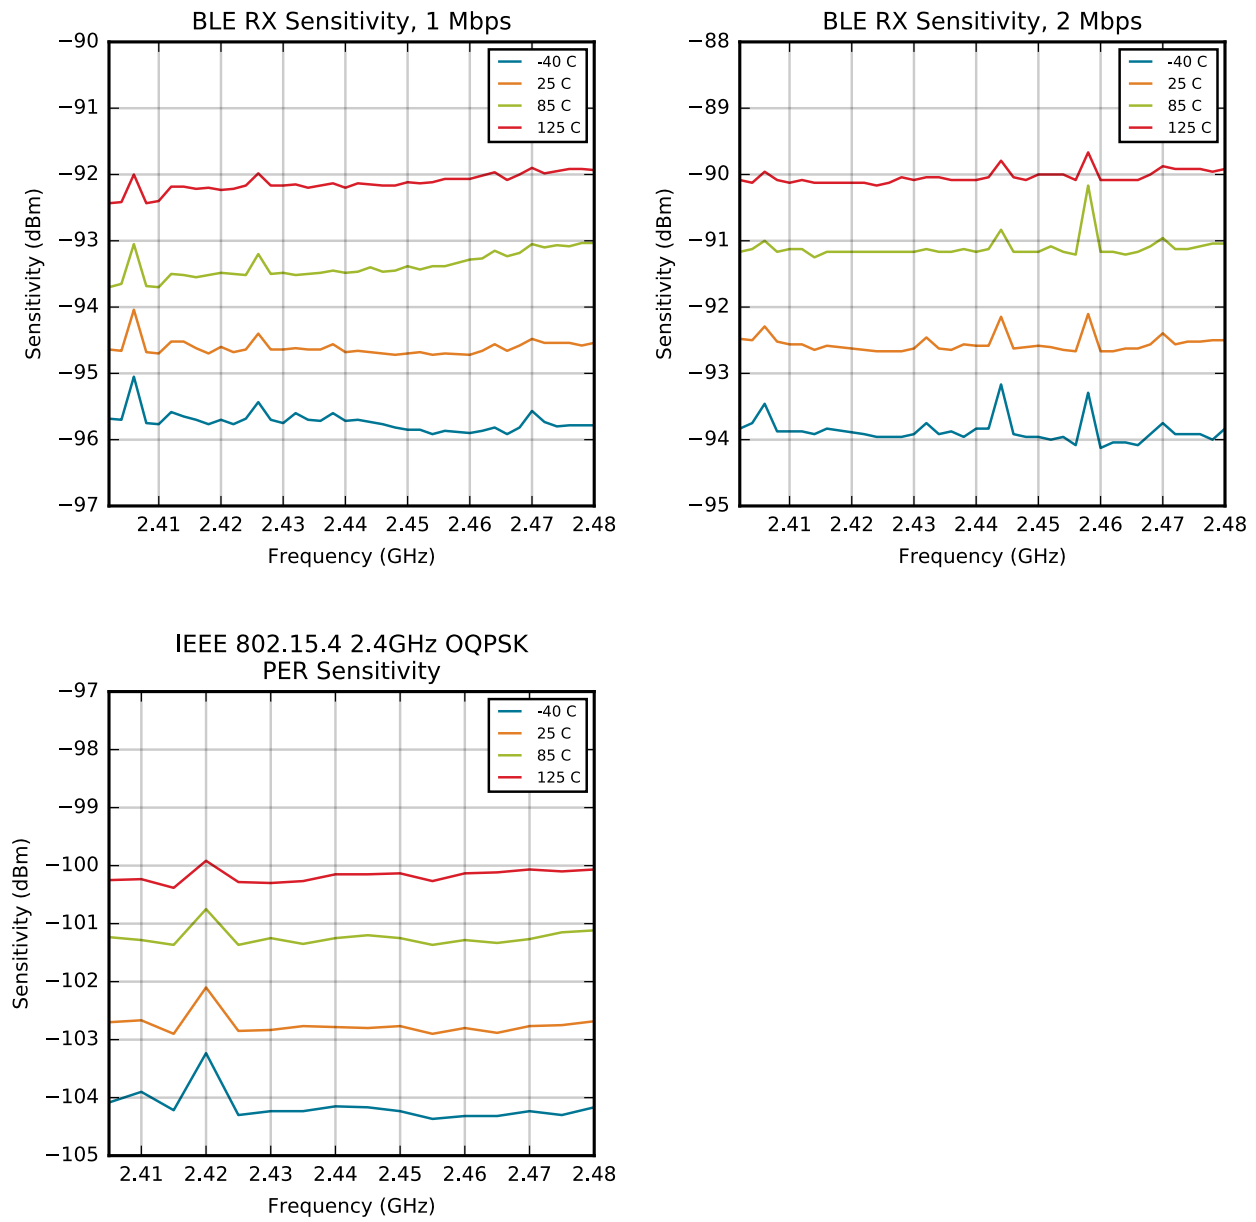 BLE RX Sensitivity, 1 Mbps
−90
−91
−92
−93
−94
−95
−96
−97
Sensitivity (dBm)
-40 C
25 C
85 C
125 C
2.41 2.42 2.43 2.44 2.45 2.46 2.47 2.48
Frequency (GHz)
BLE RX Sensitivity, 2 Mbps
−88
−89
−90
−91
−92
−93
−94
−95
Sensitivity (dBm)
-40 C
25 C
85 C
125 C
2.41 2.42 2.43 2.44 2.45 2.46 2.47 2.48
Frequency (GHz)
IEEE 802.15.4 2.4GHz OQPSK
PER Sensitivity
−97
−98
−99
−100
−101
−102
−103
−104
−105
Sensitivity (dBm)
-40 C
25 C
85 C
125 C
2.41 2.42 2.43 2.44 2.45 2.46 2.47 2.48
Frequency (GHz)